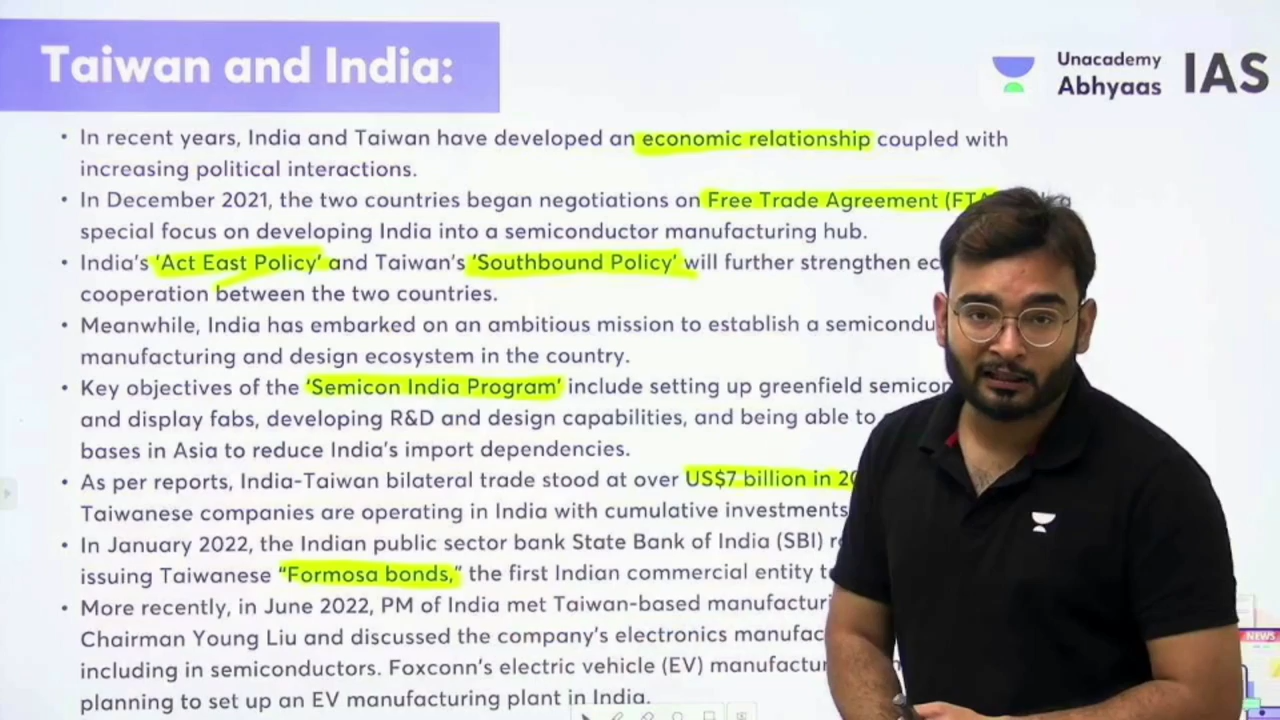 Taiwan and India:
Unacademy
Abhyaas IAS
• In recent years, India and Taiwan have developed an economic relationship coupled with
increasing political interactions.
• In December 2021, the two countries began negotiations on Free Trade Agreement (FTA
special focus on developing India into a semiconductor manufacturing hub.
• India's 'Act East Policy' and Taiwan's 'Southbound Policy' will further strengthen
cooperation between the two countries.
• Meanwhile, India has embarked on an ambitious mission to establish a
manufacturing and design ecosystem in the country.
• Key objectives of the 'Semicon India Program' include setting up greenfield
and display fabs, developing R&D and design capabilities, and being able to
bases in Asia to reduce India's import dependencies.
• As per reports, India-Taiwan bilateral trade stood at over US$7 billion in
Taiwanese companies are operating in India with cumulative investments
• In January 2022, the Indian public sector bank State Bank of India (SBI)
issuing Taiwanese "Formosa bonds," the first Indian commercial entity
• More recently, in June 2022, PM of India met Taiwan-based
Chairman Young Liu and discussed the company's electronics
including in semiconductors. Foxconn's electric vehicle (EV)
planning to set up an EV manufacturing plant in India.
NEWS